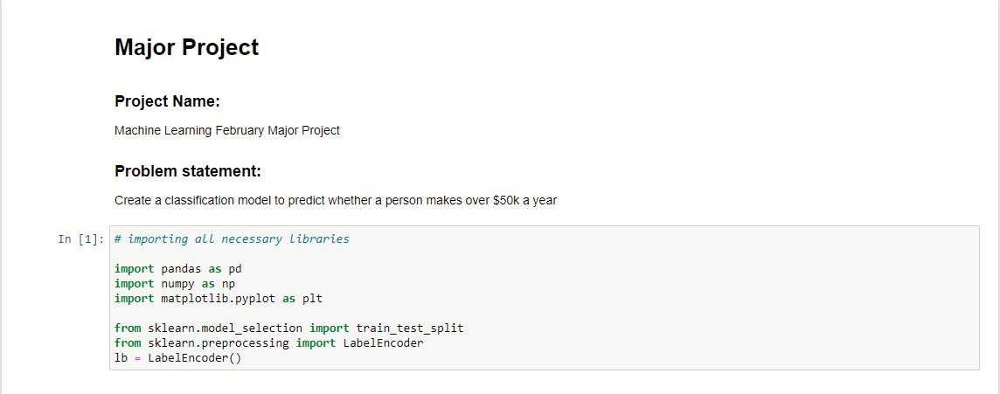 Major Project
Project Name:
Machine Learning February Major Project
Problem statement:
Create a classification model to predict whether a person makes over $50k a year
In [1]: # importing all necessary libraries
import pandas as pd
import numpy as np
import matplotlib.pyplot as plt
from sklearn.model_selection import train_test_split
from sklearn.preprocessing import LabelEncoder
lb = LabelEncoder()